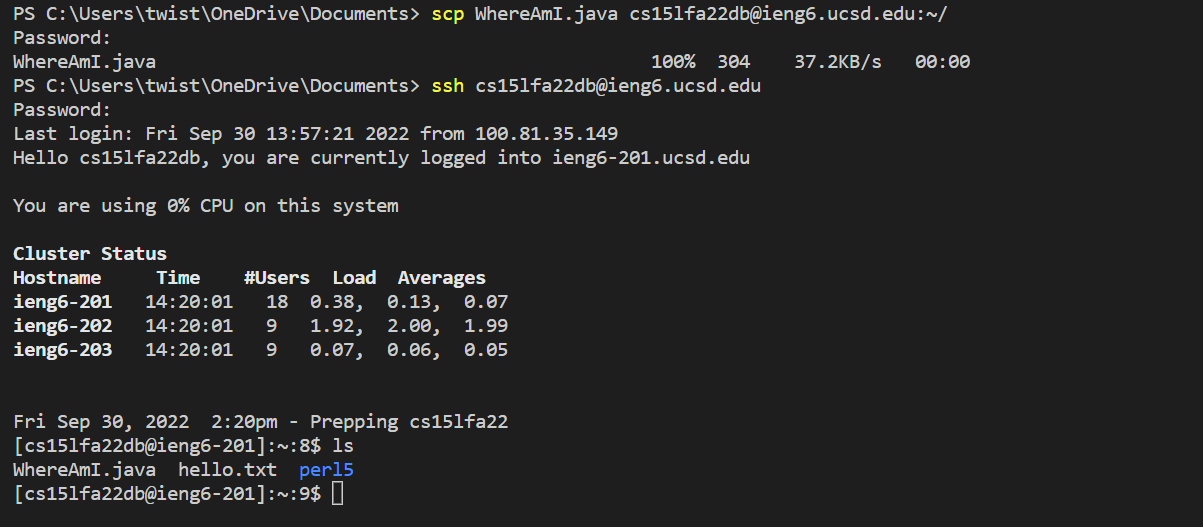 PS C:\Users\twist\OneDrive\Documents> scp WhereAmI.java cs15lfa22db@ieng6.ucsd.edu:~/
Password:
WhereAmI.java 100% 304 37.2KB/s 00:00
PS C:\Users\twist\OneDrive\Documents> ssh cs15lfa22db@ieng6.ucsd.edu
Password:
Last login: Fri Sep 30 13:57:21 2022 from 100.81.35.149
Hello cs15lfa22db, you are currently logged into ieng6-201.ucsd.edu
You are using 0% CPU on this system
Cluster Status
Hostname Time #Users Load Averages
ieng6-201 14:20:01 18 0.38, 0.13, 0.07
ieng6-202 14:20:01 9 1.92, 2.00, 1.99
ieng6-203 14:20:01 9 0.07, 0.06, 0.05
Fri Sep 30, 2022 2:20pm - Prepping cs15lfa22
[cs15lfa22db@ieng6-201]:~:8$ ls
WhereAmI.java hello.txt perl5
[cs15lfa22db@ieng6-201]:~:9$